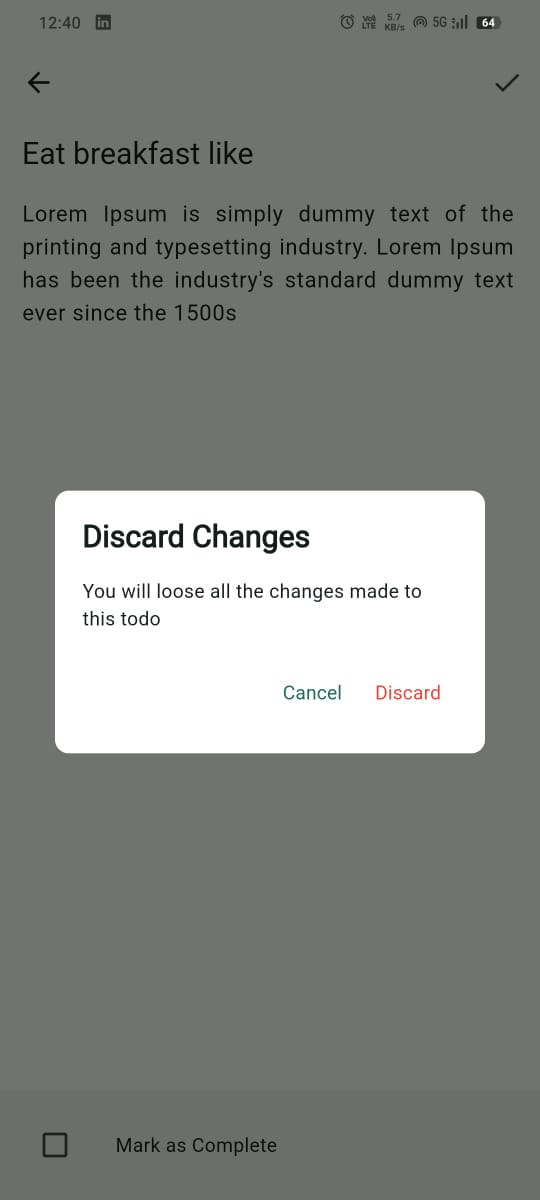 12:40 in Vo) LTE 5.7 KB/s 5G 64
Eat breakfast like
Lorem Ipsum is simply dummy text of the
printing and typesetting industry. Lorem Ipsum
has been the industry's standard dummy text
ever since the 1500s
Discard Changes
You will loose all the changes made to
this todo
Cancel Discard
Mark as Complete